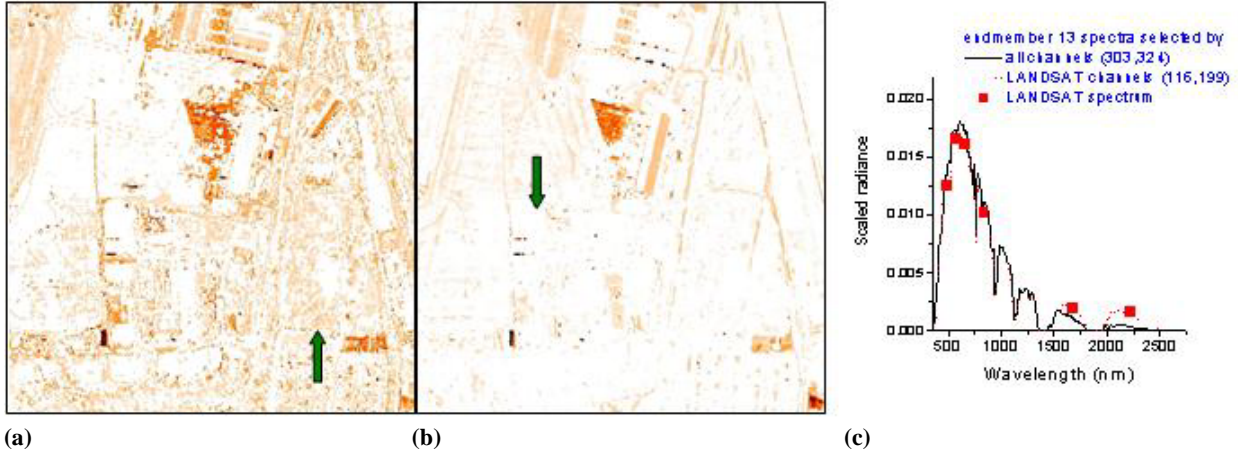 endmember 13 spectra selected by
all channels (303,324)
LANDSAT channels (116,199)
LANDSAT spectrum
0.020
0.015
0.010
0.005
0.000
Scaled radiance
500 1000 1500 2000 2500
Wavelength (nm)
(a) (b) (c)